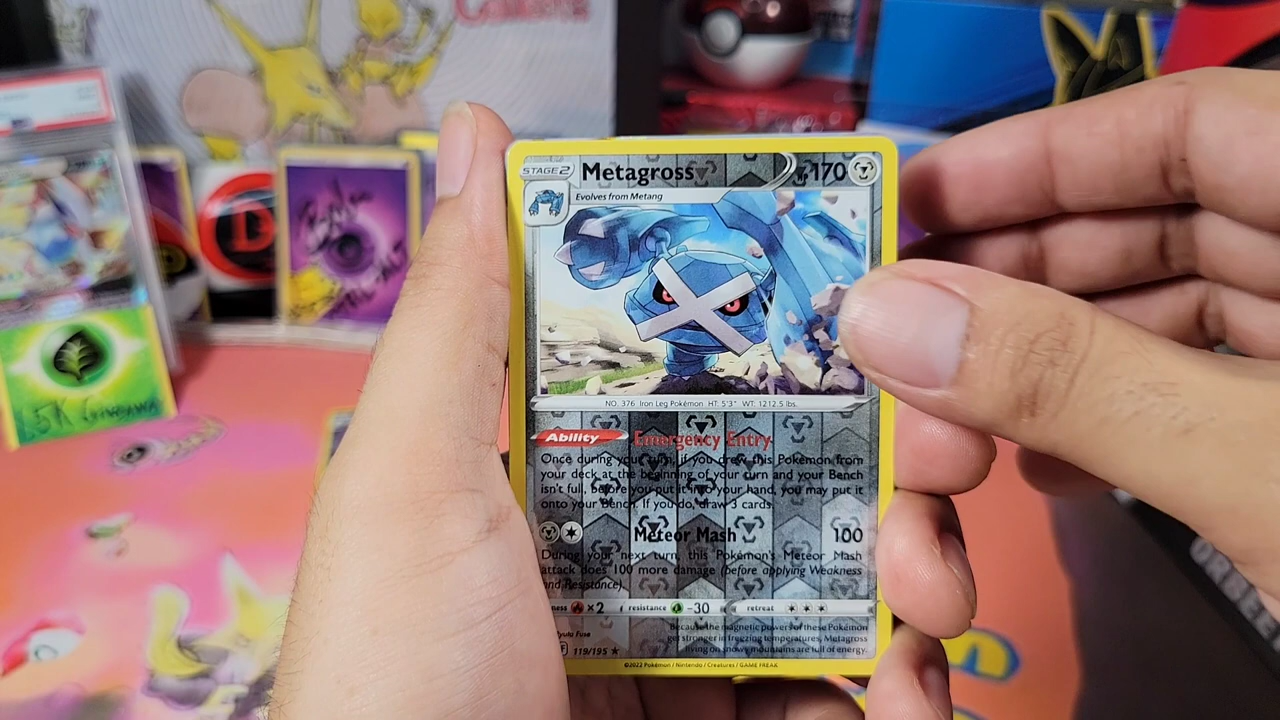 STAGE 2
Metagross
170
Evolves from Metang
NO. 376 Iron Leg Pokémon HT: 5'3" WT: 1212.5 lbs.
Ability Emergency Entry
Once during your turn, if you drew this Pokémon from
your deck at the beginning of your turn and your Bench
isn't full, before you put it into your hand, you may put it
onto your Bench. If you do, draw 3 cards.
Meteor Mash 100
During your next turn, this Pokémon's Meteor Mash
attack does 100 more damage (before applying Weakness
and Resistance).
ness ×2 resistance -30 retreat
Because the magnetic powers of these Pokémon
get stronger in freezing temperatures, Metagross
living on snowy mountains are full of energy.
yula Fuse
F 119/195
©2022 Pokémon / Nintendo / Creatures / GAME FREAK
D